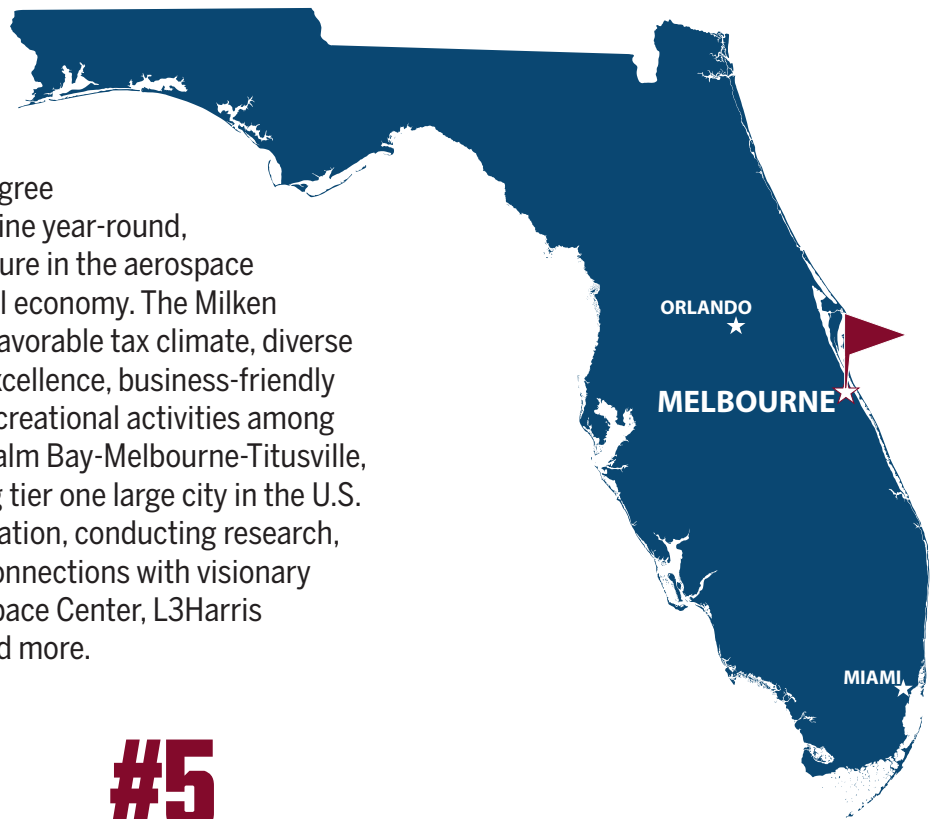 gree
ine year-round,
ure in the aerospace
l economy. The Milken
avorable tax climate, diverse
xcellence, business-friendly
creational activities among
alm Bay-Melbourne-Titusville,
g tier one large city in the U.S.
ation, conducting research,
onnections with visionary
pace Center, L3Harris
d more.
#5
ORLANDO
MELBOURNE
MIAMI